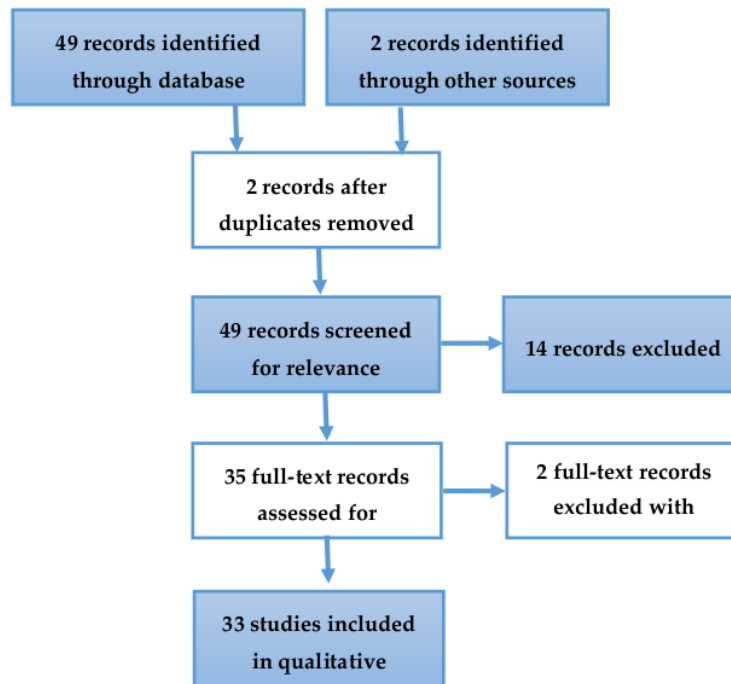 49 records identified
through database
2 records identified
through other sources
2 records after
duplicates removed
49 records screened
for relevance
14 records excluded
35 full-text records
assessed for
2 full-text records
excluded with
33 studies included
in qualitative